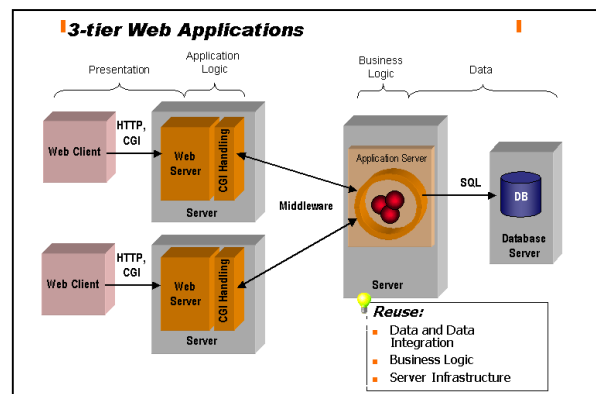 3-tier Web Applications
Presentation
Application
Logic
Business
Logic
Data
Web Client
HTTP,
CGI
Web
Server
CGI Handling
Server
Middleware
Application Server
SQL
DB
Database
Server
Server
Web Client
HTTP,
CGI
Web
Server
CGI Handling
Server
Reuse:
Data and Data
Integration
Business Logic
Server Infrastructure